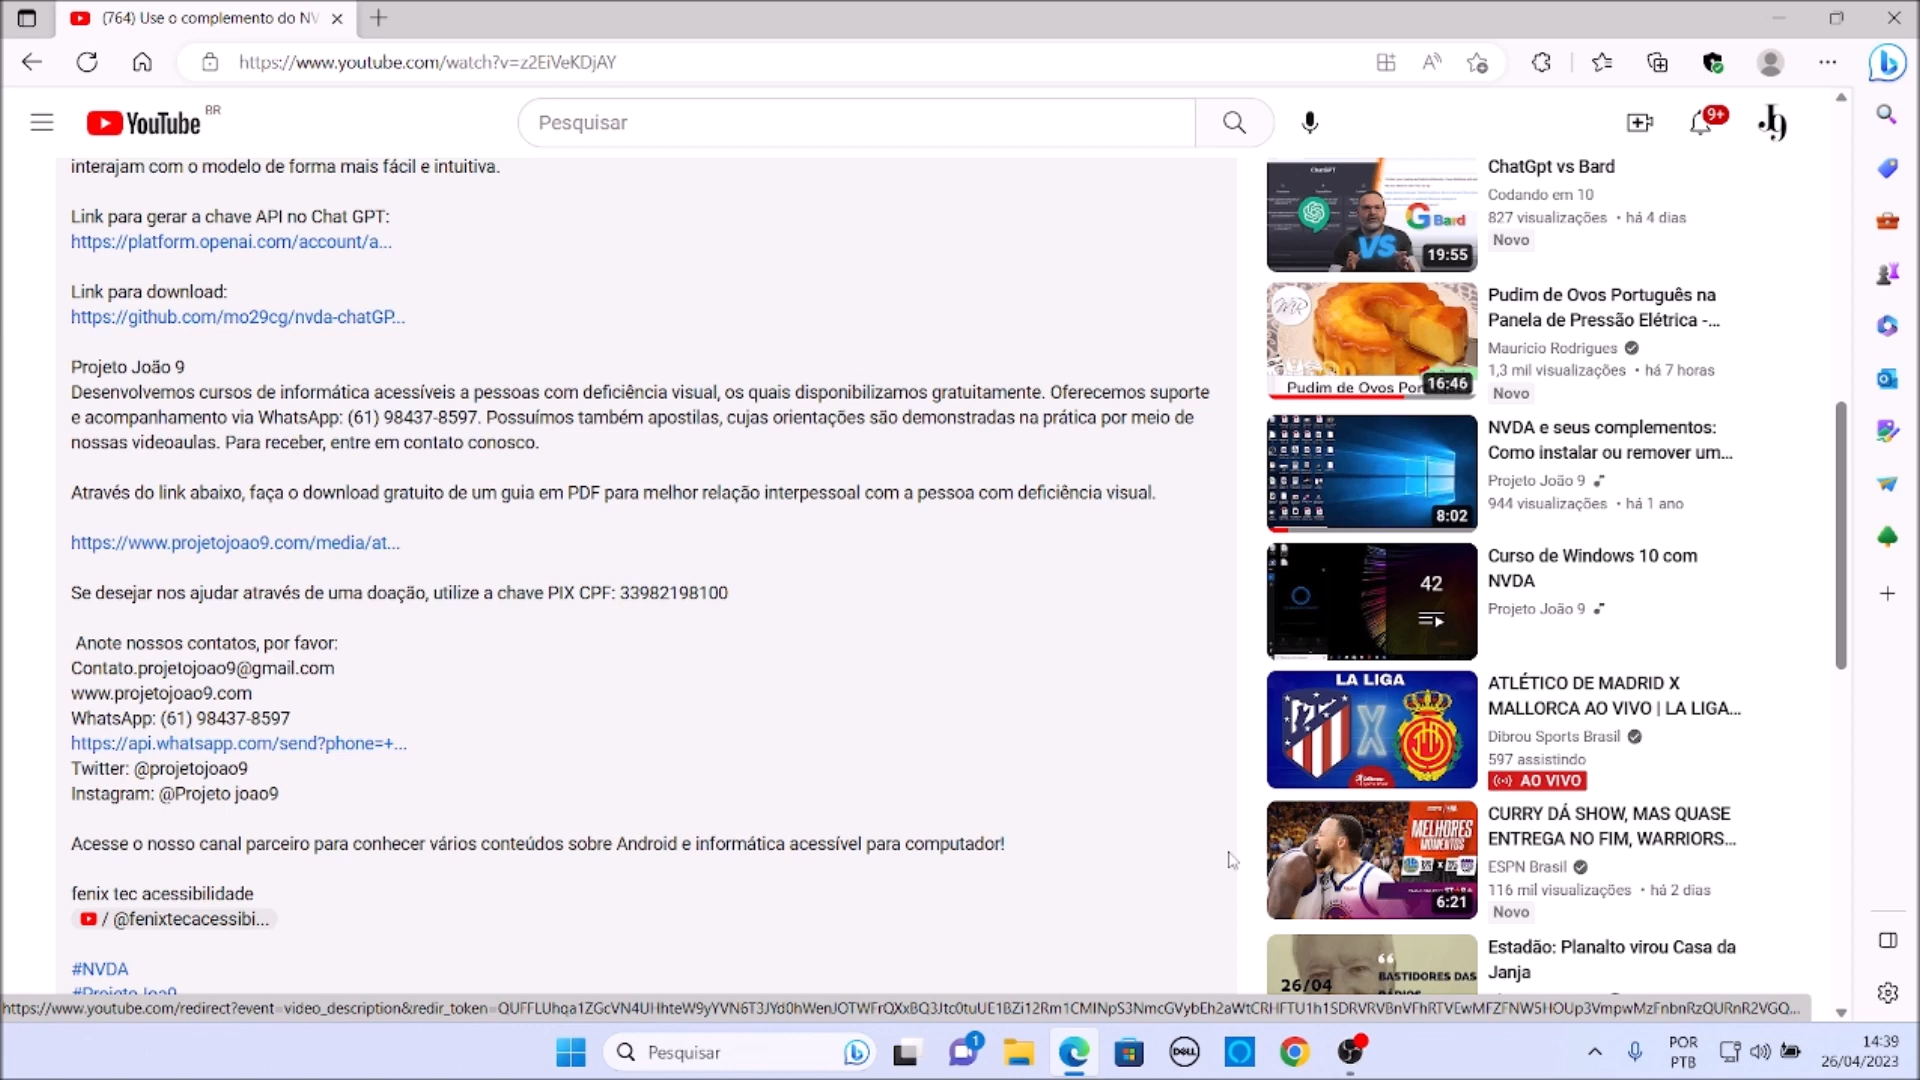 (764) Use o complemento do NV
https://www.youtube.com/watch?v=z2EiVeKDjAY
YouTube BR
Pesquisar
9+
interajam com o modelo de forma mais fácil e intuitiva.
Link para gerar a chave API no Chat GPT:
https://platform.openai.com/account/a...
Link para download:
https://github.com/mo29cg/nvda-chatGP...
Projeto João 9
Desenvolvemos cursos de informática acessíveis a pessoas com deficiência visual, os quais disponibilizamos gratuitamente. Oferecemos suporte
e acompanhamento via WhatsApp: (61) 98437-8597. Possuímos também apostilas, cujas orientações são demonstradas na prática por meio de
nossas videoaulas. Para receber, entre em contato conosco.
Através do link abaixo, faça o download gratuito de um guia em PDF para melhor relação interpessoal com a pessoa com deficiência visual.
https://www.projetojoao9.com/media/at...
Se desejar nos ajudar através de uma doação, utilize a chave PIX CPF: 33982198100
Anote nossos contatos, por favor:
Contato.projetojoao9@gmail.com
www.projetojoao9.com
WhatsApp: (61) 98437-8597
https://api.whatsapp.com/send?phone=+...
Twitter: @projetojoao9
Instagram: @Projeto joao9
Acesse o nosso canal parceiro para conhecer vários conteúdos sobre Android e informática acessível para computador!
fenix tec acessibilidade
/ @fenixtecacessibi...
#NVDA
#Projeto Joa9
ChatGPT
Bard
VS
19:55
ChatGpt vs Bard
Codando em 10
827 visualizações • há 4 dias
Novo
MR
Pudim de Ovos Por
16:46
Pudim de Ovos Português na
Panela de Pressão Elétrica -...
Mauricio Rodrigues
1,3 mil visualizações • há 7 horas
Novo
8:02
NVDA e seus complementos:
Como instalar ou remover um...
Projeto João 9
944 visualizações • há 1 ano
42
Curso de Windows 10 com
NVDA
Projeto João 9
LA LIGA
X
ATLÉTICO DE MADRID X
MALLORCA AO VIVO | LA LIGA...
Dibrou Sports Brasil
597 assistindo
AO VIVO
MELHORES
MOMENTOS
6:21
CURRY DÁ SHOW, MAS QUASE
ENTREGA NO FIM, WARRIORS...
ESPN Brasil
116 mil visualizações • há 2 dias
Novo
26/04
BASTIDORES DAS
Estadão: Planalto virou Casa da
Janja
Pesquisar
1
DELL
POR
PTB
14:39
26/04/2023